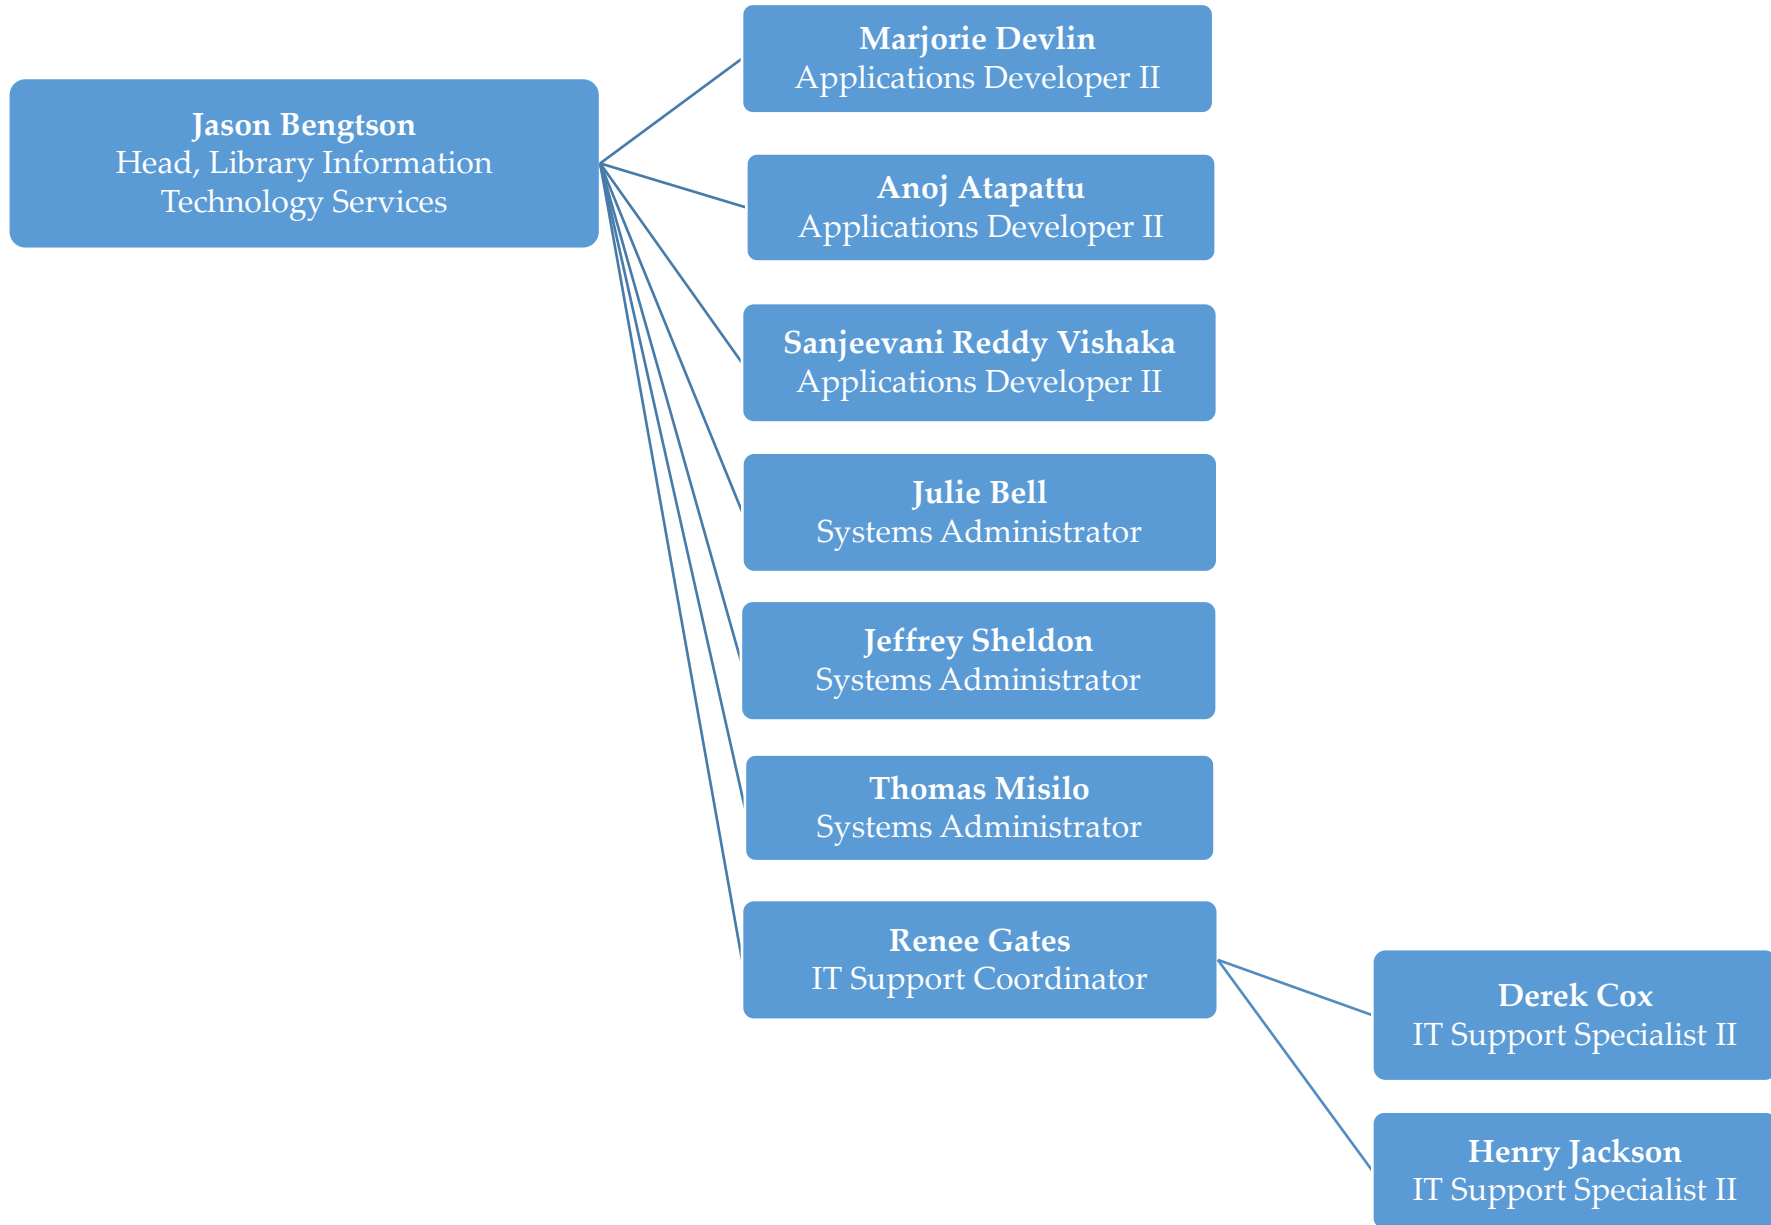 Jason Bengtson
Head, Library Information
Technology Services
Marjorie Devlin
Applications Developer II
Anoj Atapattu
Applications Developer II
Sanjeevani Reddy Vishaka
Applications Developer II
Julie Bell
Systems Administrator
Jeffrey Sheldon
Systems Administrator
Thomas Misilo
Systems Administrator
Renee Gates
IT Support Coordinator
Derek Cox
IT Support Specialist II
Henry Jackson
IT Support Specialist II